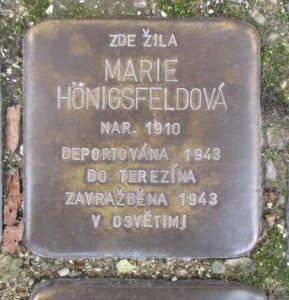 ZDE ŽILA
MARIE
HÖNIGSFELDOVÁ
NAR. 1910
DEPORTOVÁNA 1943
DO TEREZÍNA
ZAVRAŽDĚNA 1943
V OSVĚTIMI